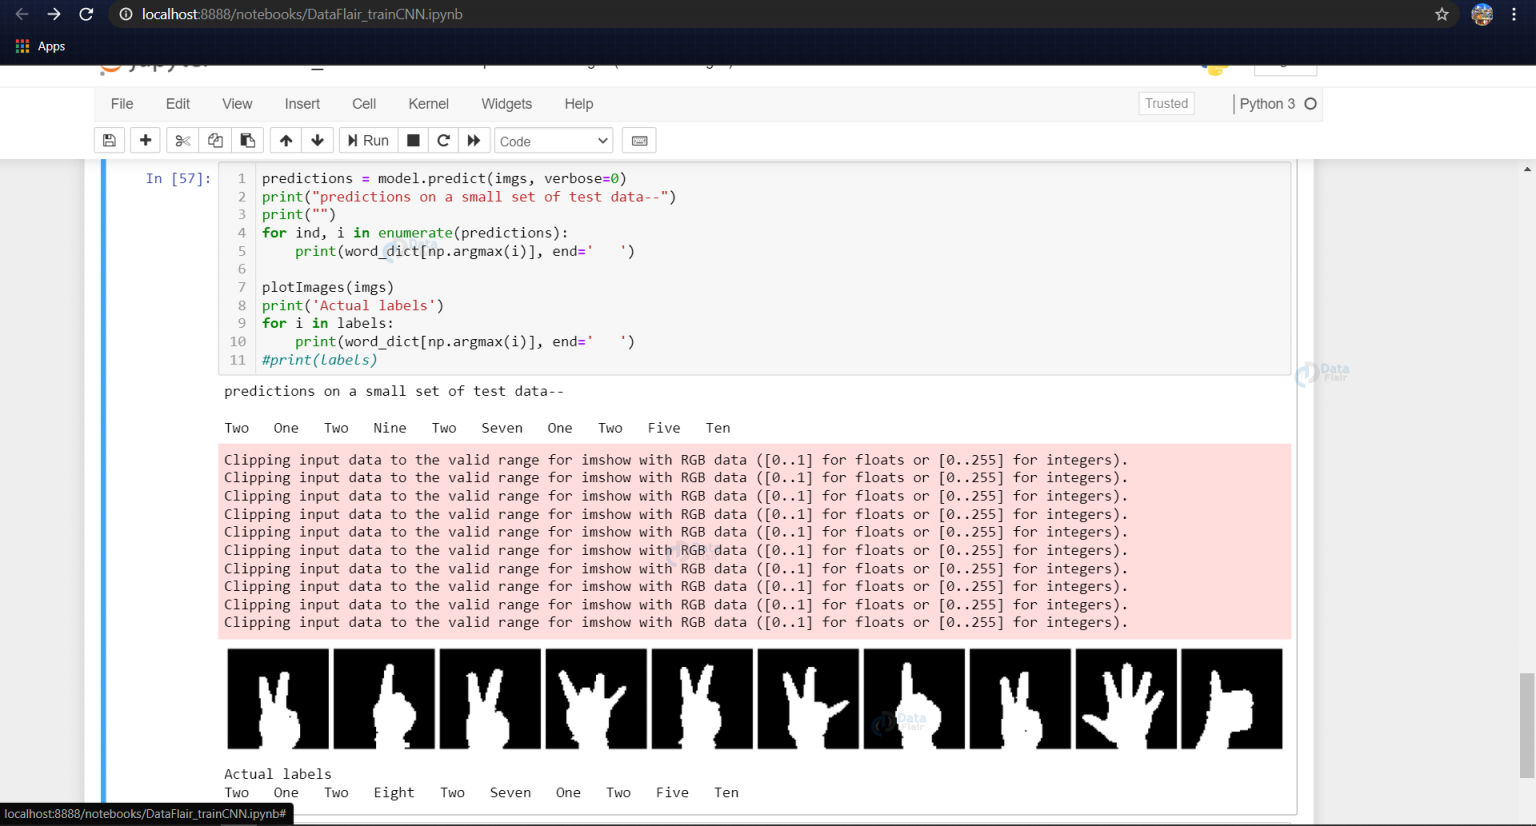 localhost:8888/notebooks/DataFlair_trainCNN.ipynb
Apps
File Edit View Insert Cell Kernel Widgets Help Trusted Python 3
Run Code
In [57]:
1 predictions = model.predict(imgs, verbose=0)
2 print("predictions on a small set of test data--")
3 print("")
4 for ind, i in enumerate(predictions):
5     print(word_dict[np.argmax(i)], end='   ')
6
7 plotImages(imgs)
8 print('Actual labels')
9 for i in labels:
10     print(word_dict[np.argmax(i)], end='   ')
11 #print(labels)
Data Flair
predictions on a small set of test data--
Two One Two Nine Two Seven One Two Five Ten
Clipping input data to the valid range for imshow with RGB data ([0..1] for floats or [0..255] for integers).
Clipping input data to the valid range for imshow with RGB data ([0..1] for floats or [0..255] for integers).
Clipping input data to the valid range for imshow with RGB data ([0..1] for floats or [0..255] for integers).
Clipping input data to the valid range for imshow with RGB data ([0..1] for floats or [0..255] for integers).
Clipping input data to the valid range for imshow with RGB data ([0..1] for floats or [0..255] for integers).
Clipping input data to the valid range for imshow with RGB data ([0..1] for floats or [0..255] for integers).
Clipping input data to the valid range for imshow with RGB data ([0..1] for floats or [0..255] for integers).
Clipping input data to the valid range for imshow with RGB data ([0..1] for floats or [0..255] for integers).
Clipping input data to the valid range for imshow with RGB data ([0..1] for floats or [0..255] for integers).
Clipping input data to the valid range for imshow with RGB data ([0..1] for floats or [0..255] for integers).
Data Flair
Actual labels
Two One Two Eight Two Seven One Two Five Ten
localhost:8888/notebooks/DataFlair_trainCNN.ipynb#